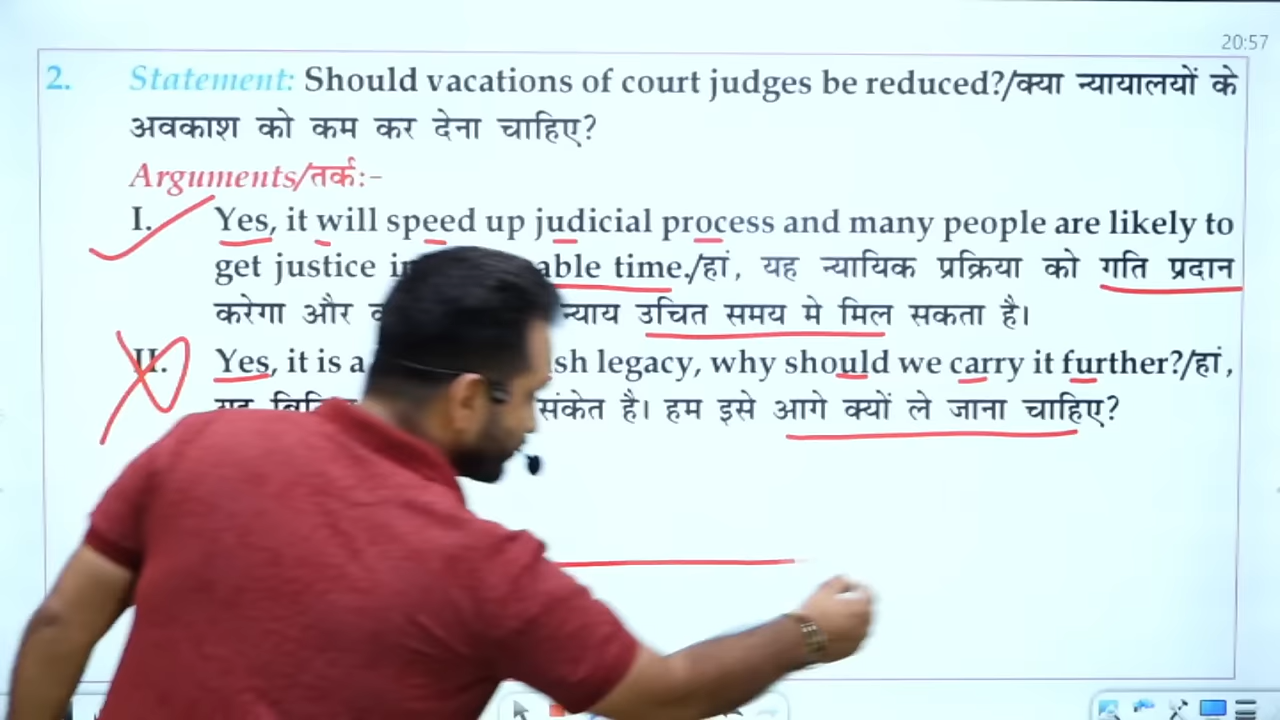 20:57
2. Statement: Should vacations of court judges be reduced?/क्या न्यायालयों के
अवकाश को कम कर देना चाहिए?
Arguments/तर्क:-
I. Yes, it will speed up judicial process and many people are likely to
get justice able time./हां, यह न्यायिक प्रक्रिया को गति प्रदान
करेगा और न्याय उचित समय मे मिल सकता है।
II. Yes, it is a sh legacy, why should we carry it further?/हां,
यह संकेत है। हम इसे आगे क्यों ले जाना चाहिए?